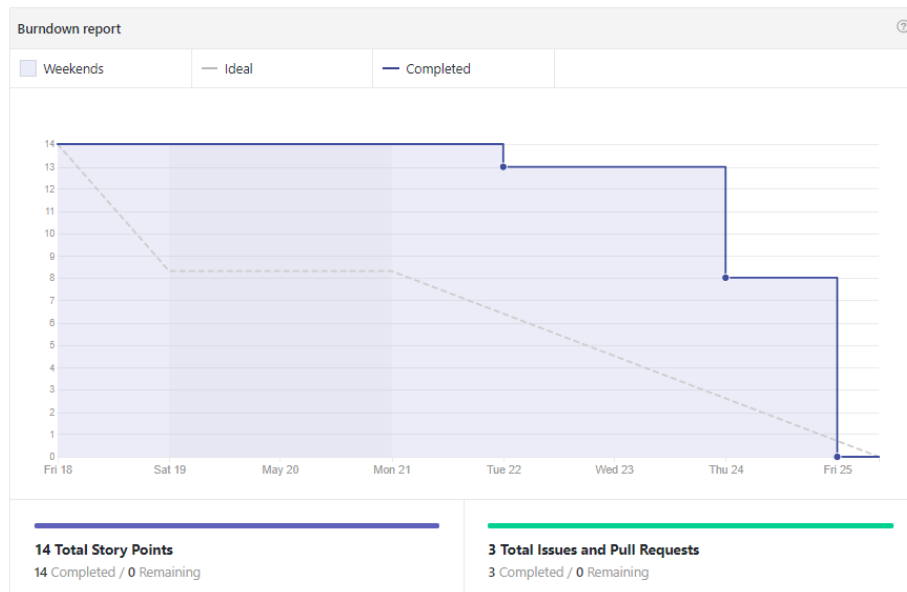 Burndown report
Weekends
Ideal
Completed
14
13
12
11
10
9
8
7
6
5
4
3
2
1
0
Fri 18 Sat 19 May 20 Mon 21 Tue 22 Wed 23 Thu 24 Fri 25
14 Total Story Points
14 Completed / 0 Remaining
3 Total Issues and Pull Requests
3 Completed / 0 Remaining